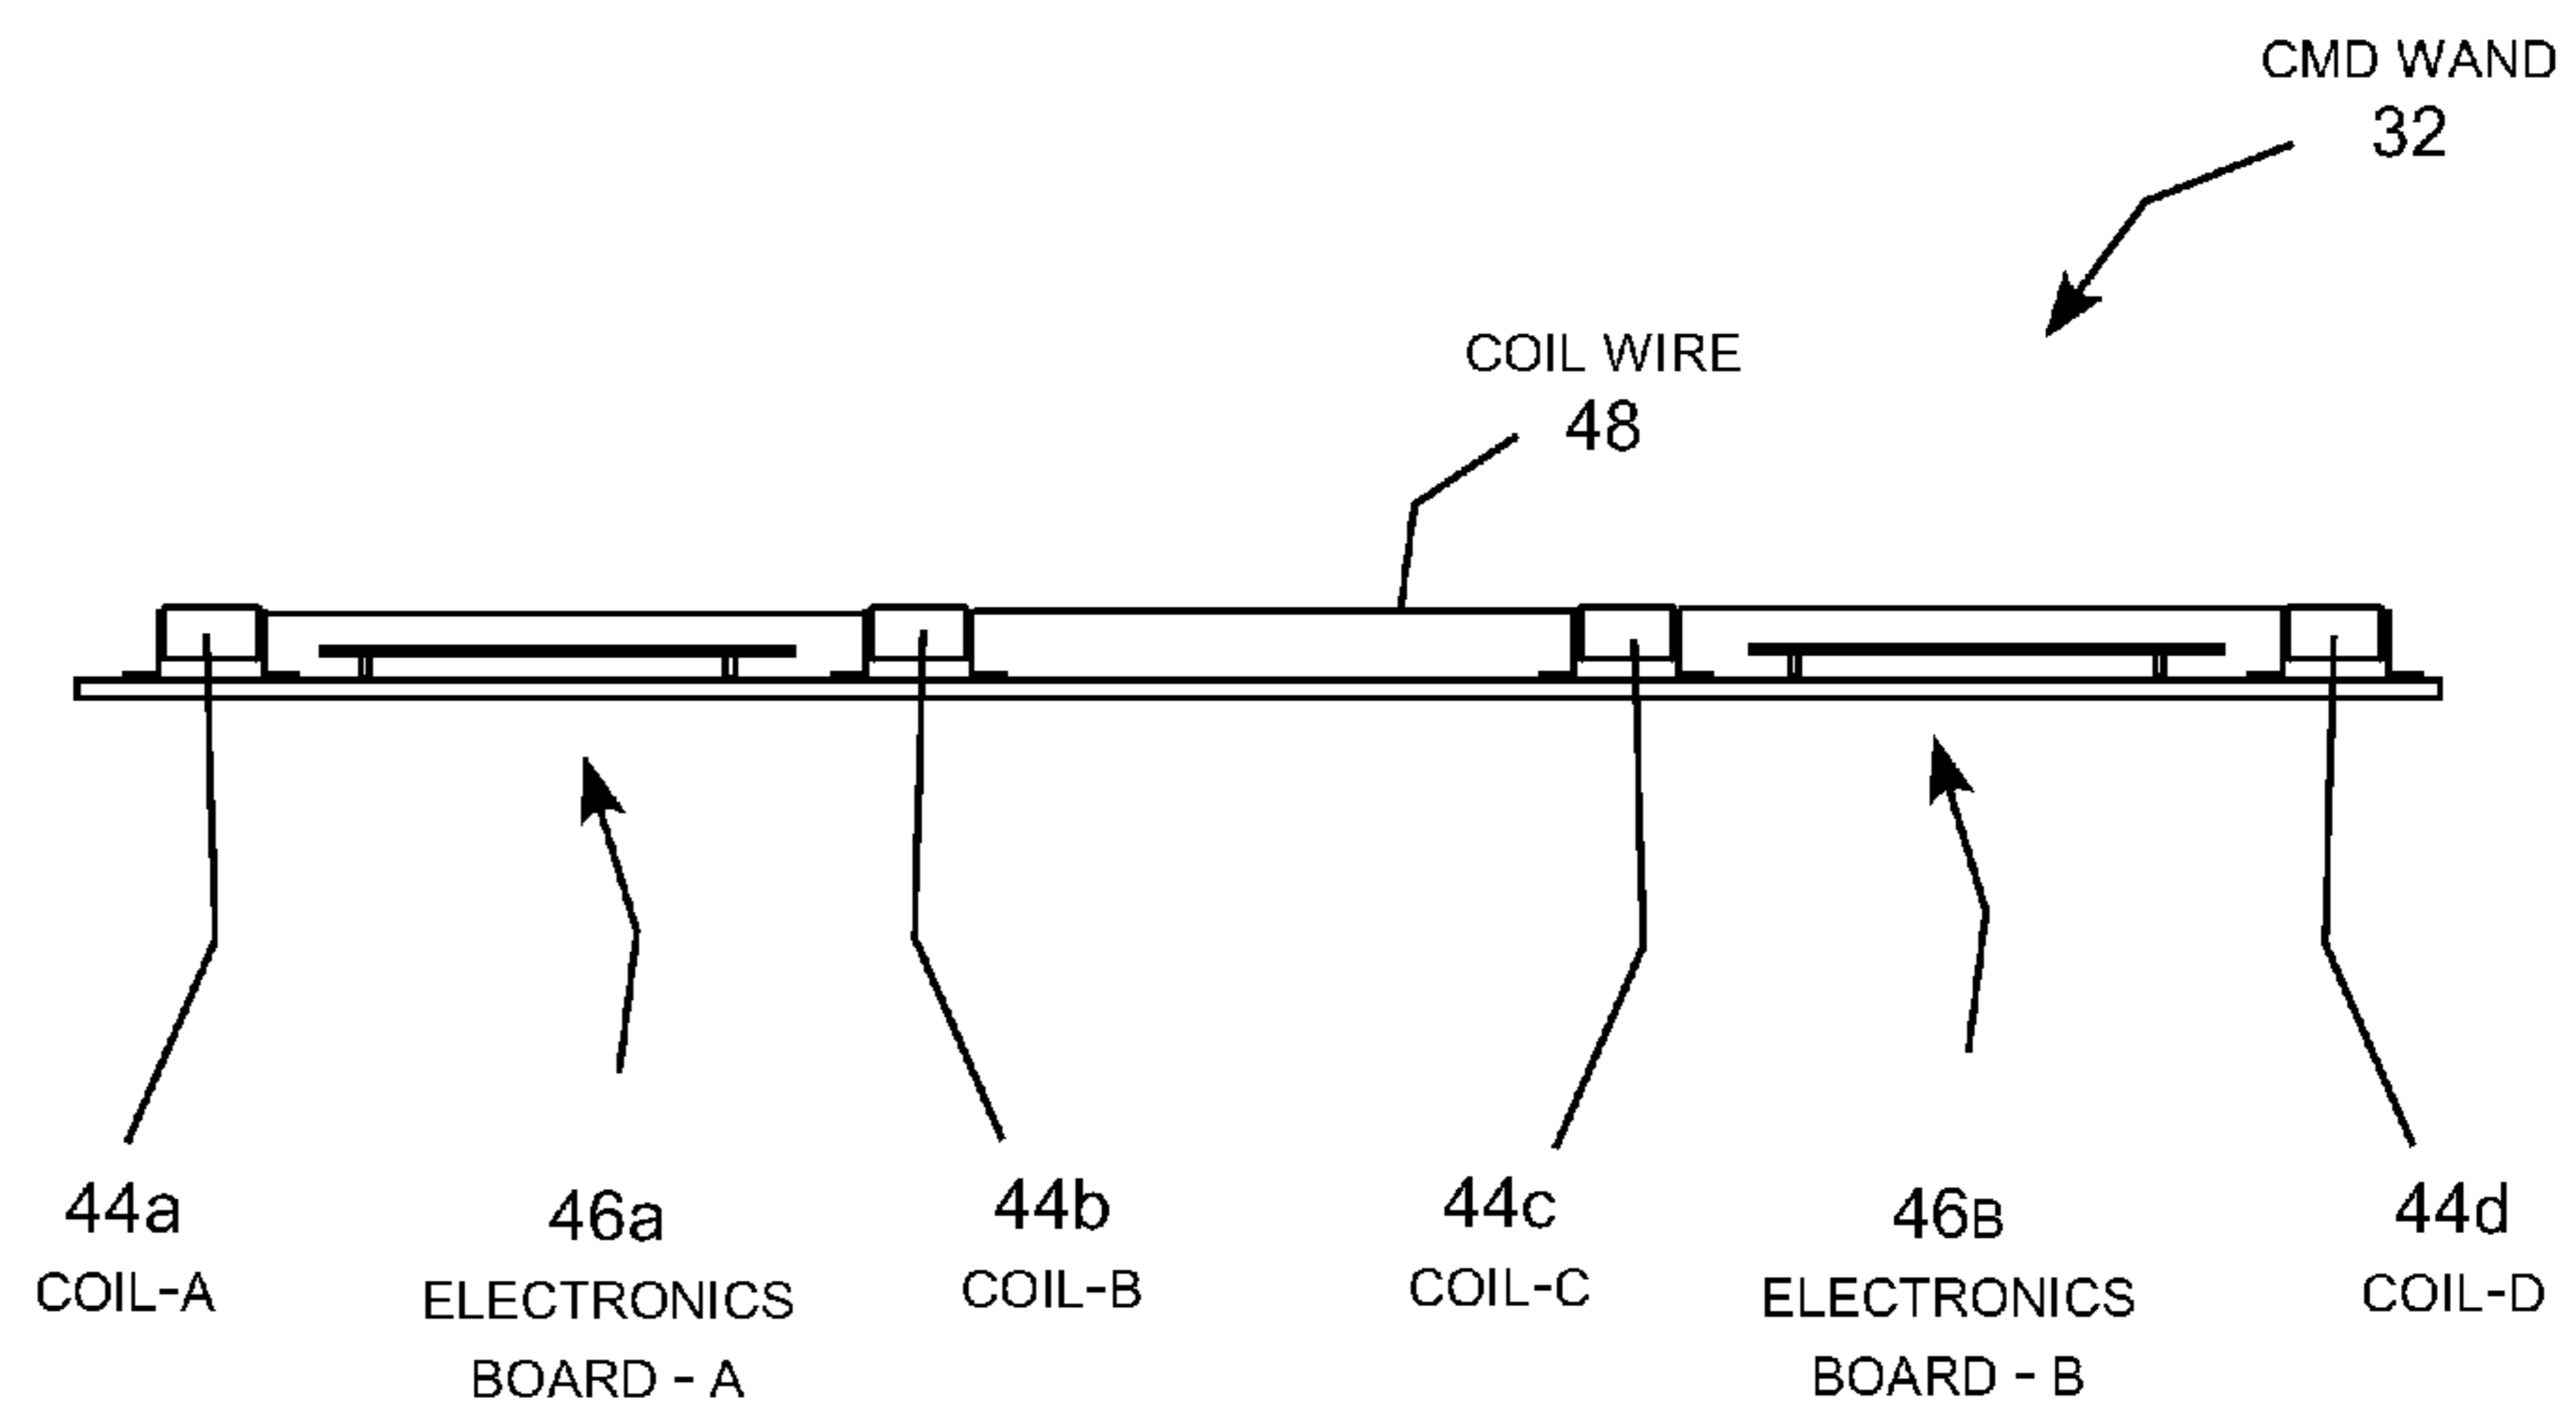 CMD WAND
32
COIL WIRE
48
44a
COIL-A
46a
ELECTRONICS
BOARD - A
44b
COIL-B
44c
COIL-C
46B
ELECTRONICS
BOARD - B
44d
COIL-D